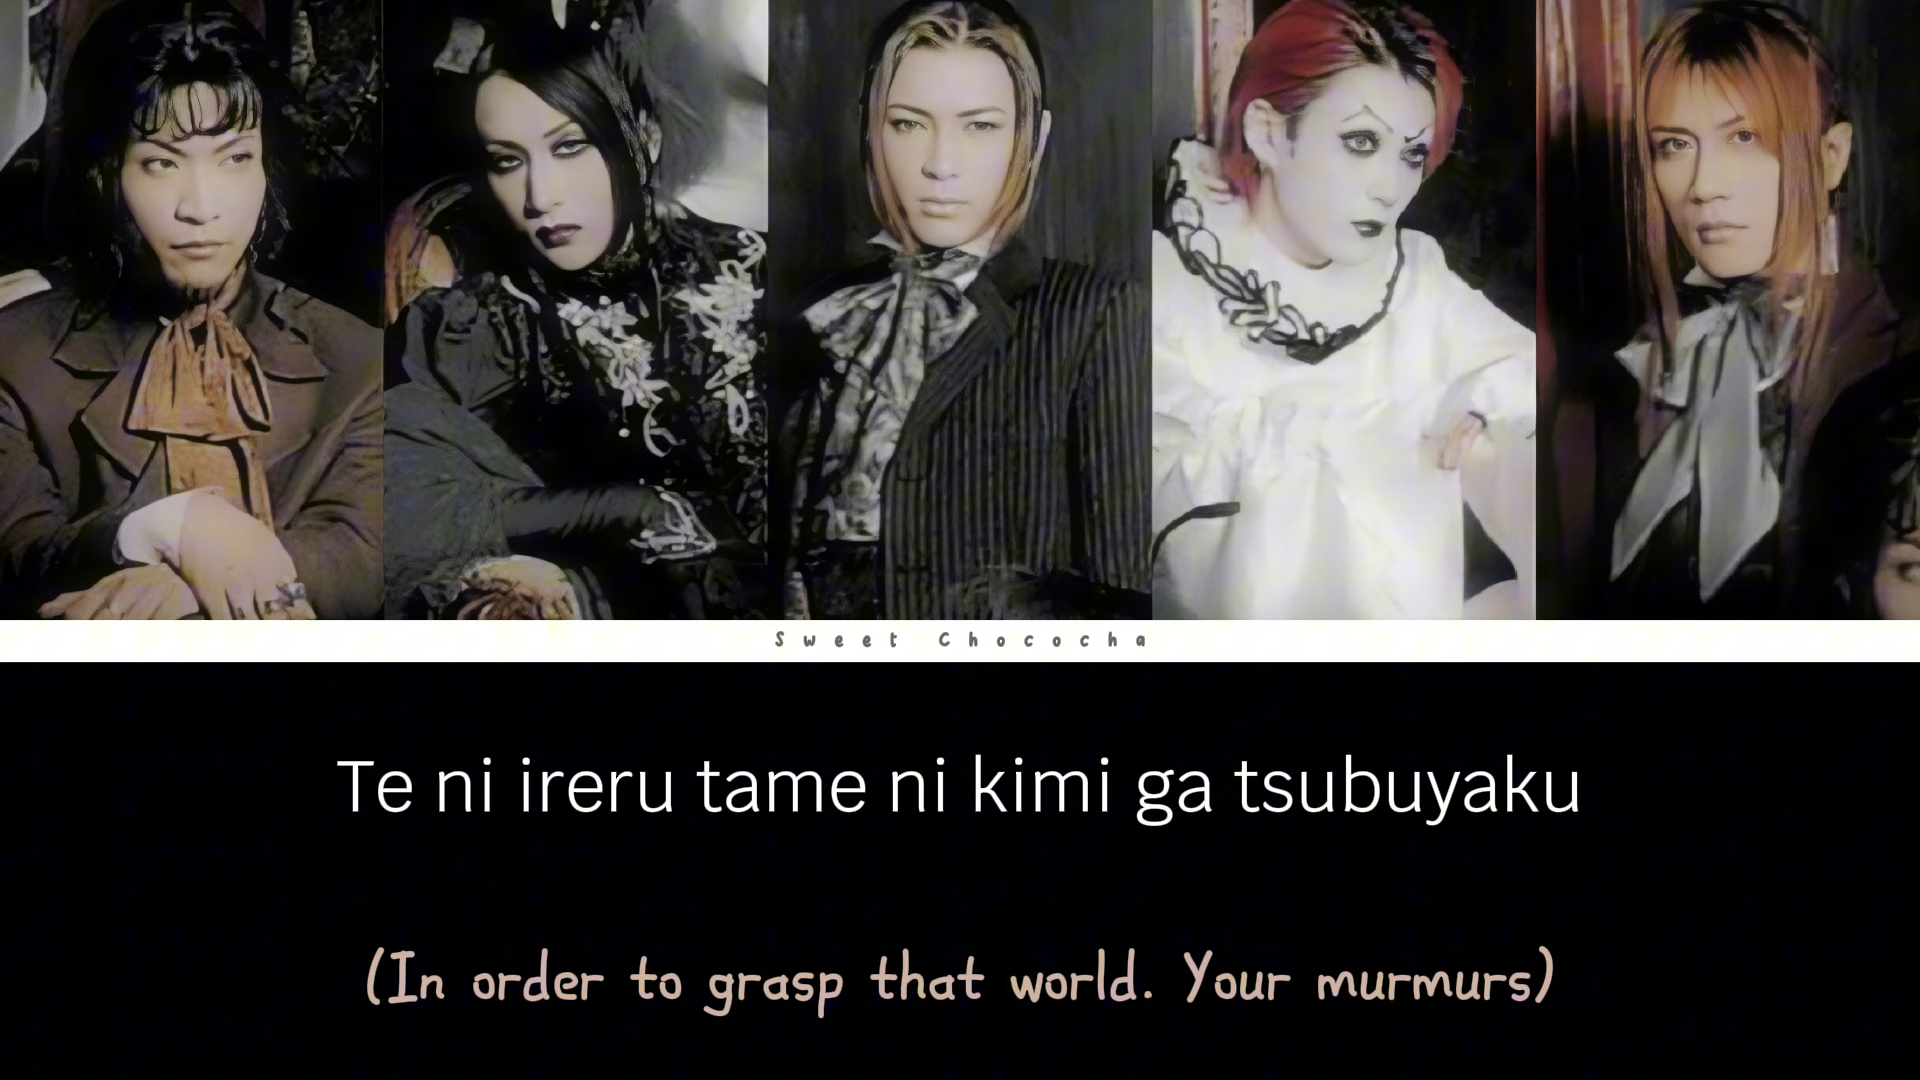 Sweet Chococha
Te ni ireru tame ni kimi ga tsubuyaku
(In order to grasp that world. Your murmurs)